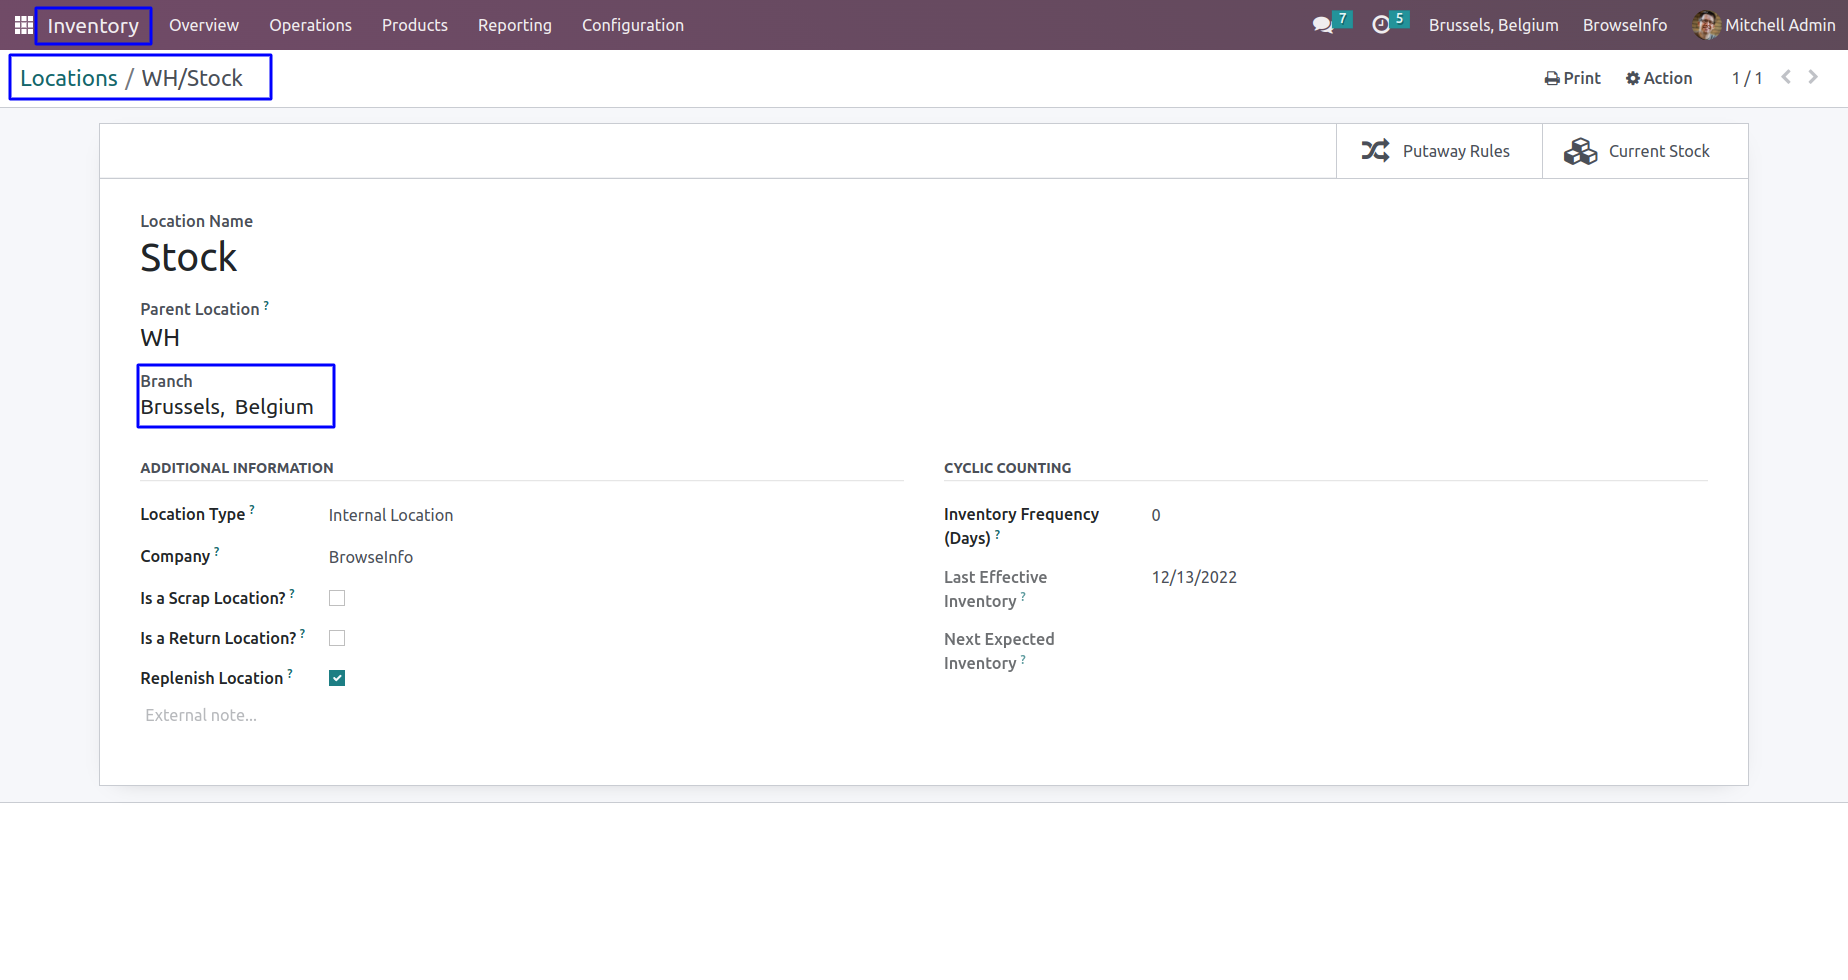 Inventory Overview Operations Products Reporting Configuration 7 5 Brussels, Belgium BrowseInfo Mitchell Admin
Locations / WH/Stock Print Action 1 / 1
Putaway Rules Current Stock
Location Name
Stock
Parent Location ?
WH
Branch
Brussels, Belgium
ADDITIONAL INFORMATION
Location Type ? Internal Location
Company ? BrowseInfo
Is a Scrap Location? ?
Is a Return Location? ?
Replenish Location ?
External note...
CYCLIC COUNTING
Inventory Frequency 0
(Days) ?
Last Effective 12/13/2022
Inventory ?
Next Expected
Inventory ?